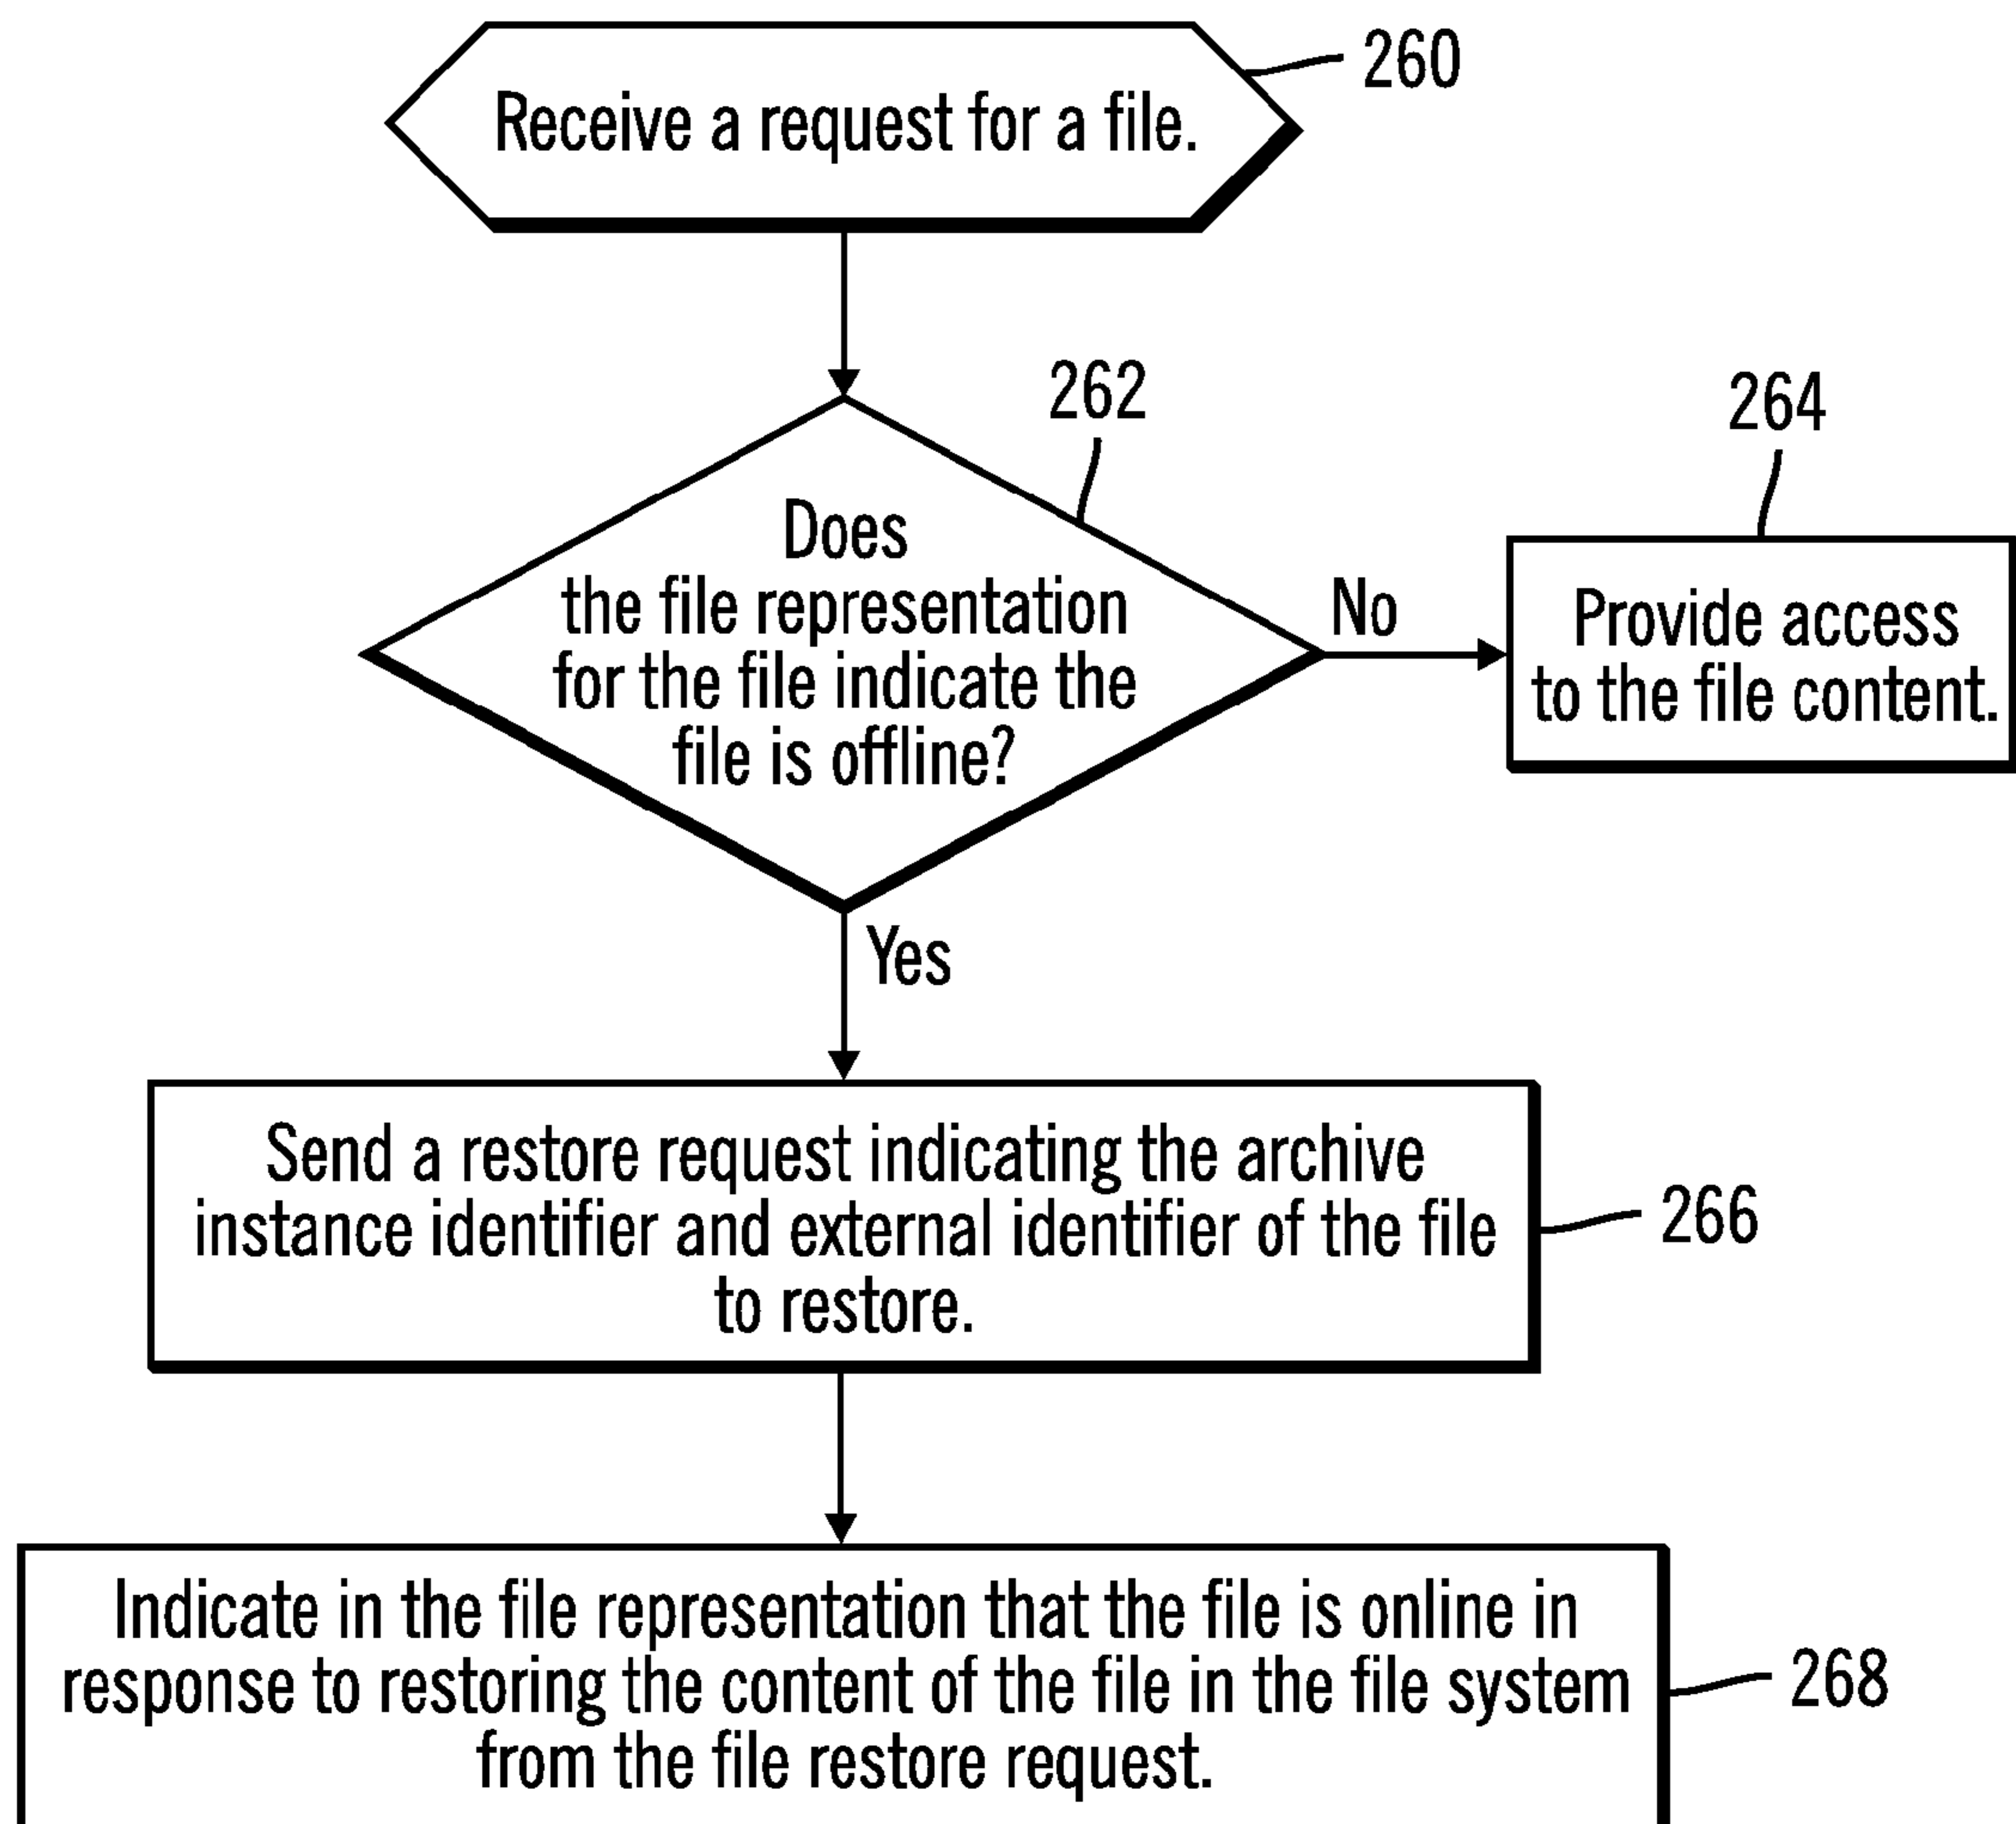 Receive a request for a file.
260
262
264
Does
the file representation
for the file indicate the
file is offline?
No
Provide access
to the file content.
Yes
Send a restore request indicating the archive
instance identifier and external identifier of the file
to restore.
266
Indicate in the file representation that the file is online in
response to restoring the content of the file in the file system
from the file restore request.
268